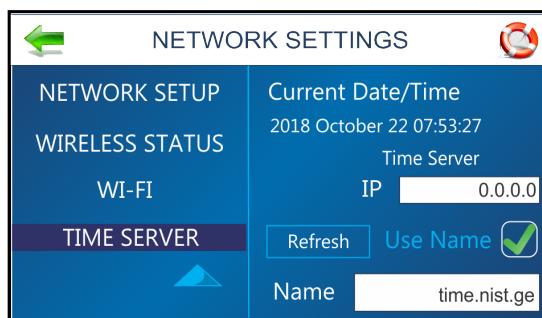 NETWORK SETTINGS
NETWORK SETUP
WIRELESS STATUS
WI-FI
TIME SERVER
Current Date/Time
2018 October 22 07:53:27
Time Server
IP 0.0.0.0
Refresh Use Name
Name time.nist.ge